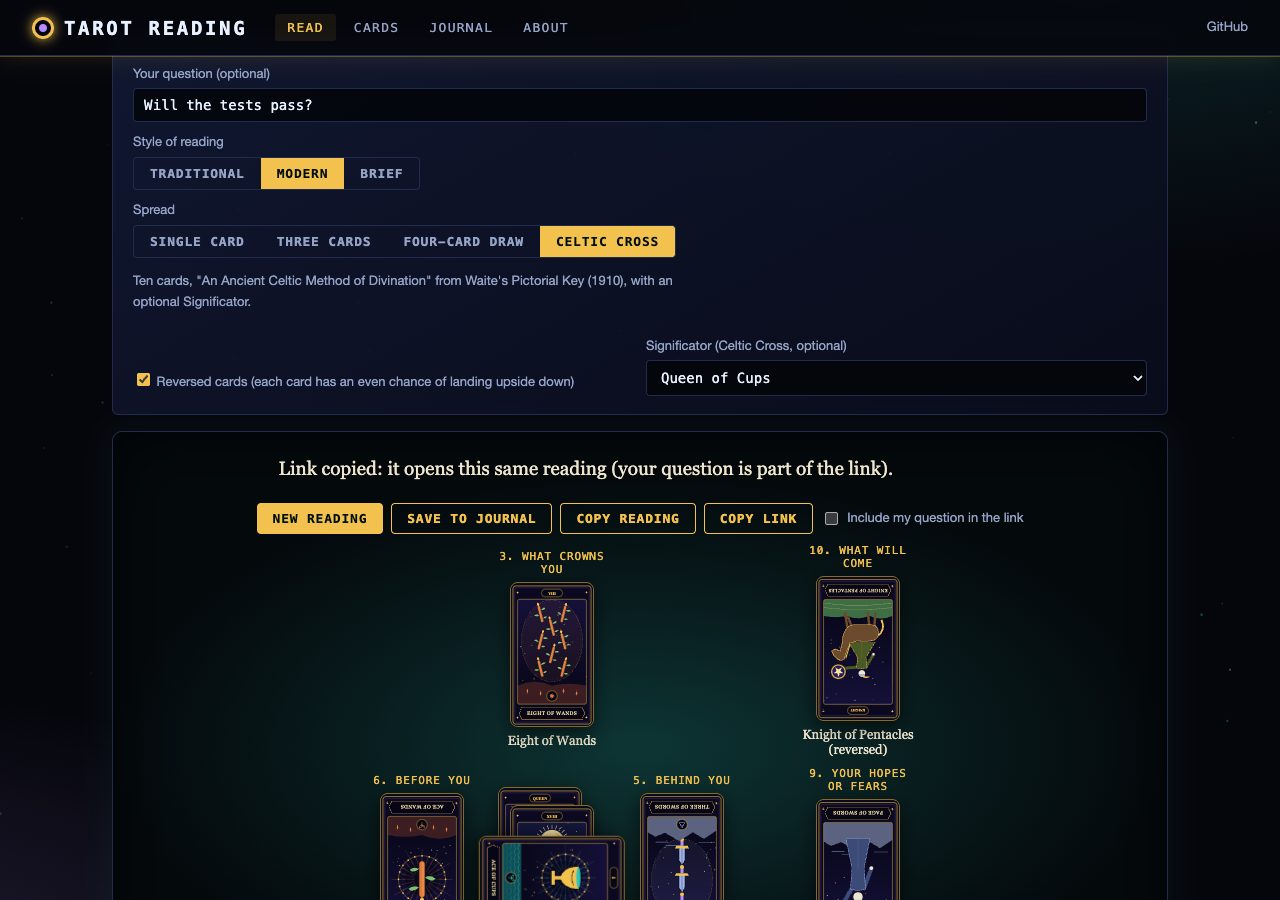 TAROT READING
READ
CARDS
JOURNAL
ABOUT
GitHub
Your question (optional)
Will the tests pass?
Style of reading
TRADITIONAL
MODERN
BRIEF
Spread
SINGLE CARD
THREE CARDS
FOUR-CARD DRAW
CELTIC CROSS
Ten cards, "An Ancient Celtic Method of Divination" from Waite's Pictorial Key (1910), with an
optional Significator.
Significator (Celtic Cross, optional)
Reversed cards (each card has an even chance of landing upside down)
Queen of Cups
Link copied: it opens this same reading (your question is part of the link).
NEW READING
SAVE TO JOURNAL
COPY READING
COPY LINK
Include my question in the link
3. WHAT CROWNS
YOU
VIII
EIGHT OF WANDS
Eight of Wands
10. WHAT WILL
COME
KNIGHT OF PENTACLES
KNIGHT
Knight of Pentacles
(reversed)
6. BEFORE YOU
ACE OF WANDS
QUEEN
ACE OF CUPS
5. BEHIND YOU
THREE OF SWORDS
9. YOUR HOPES
OR FEARS
PAGE OF SWORDS